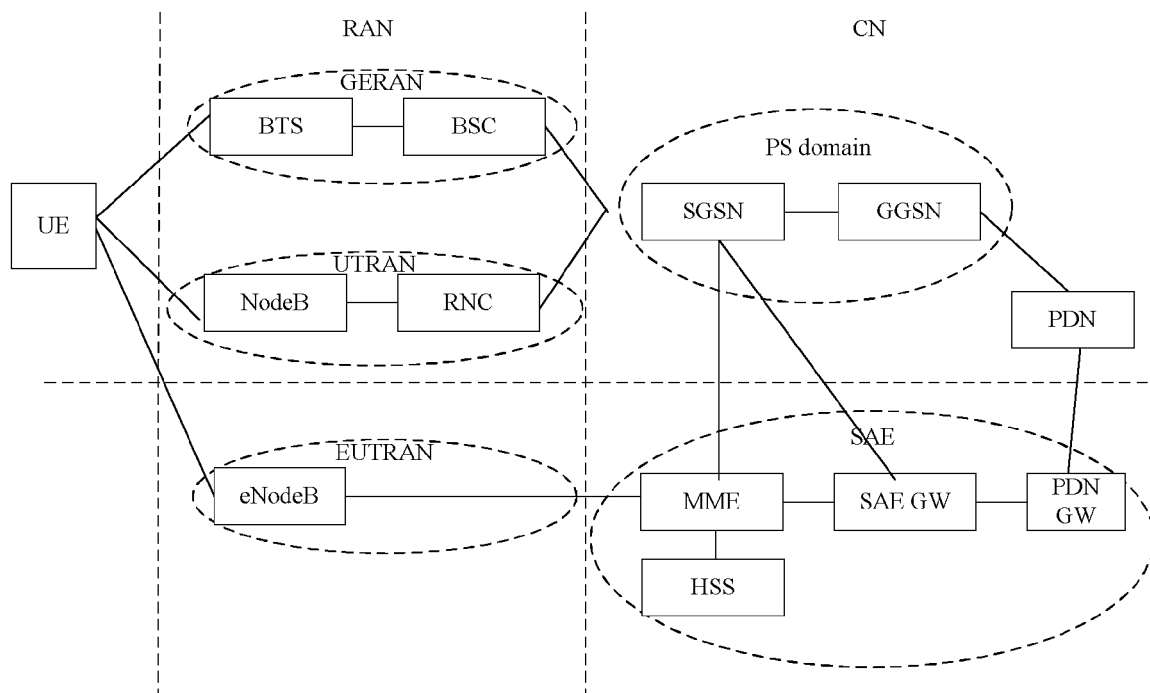 RAN
CN
GERAN
BTS
BSC
PS domain
SGSN
GGSN
UE
UTRAN
NodeB
RNC
PDN
EUTRAN
SAE
eNodeB
MME
SAE GW
PDN
GW
HSS